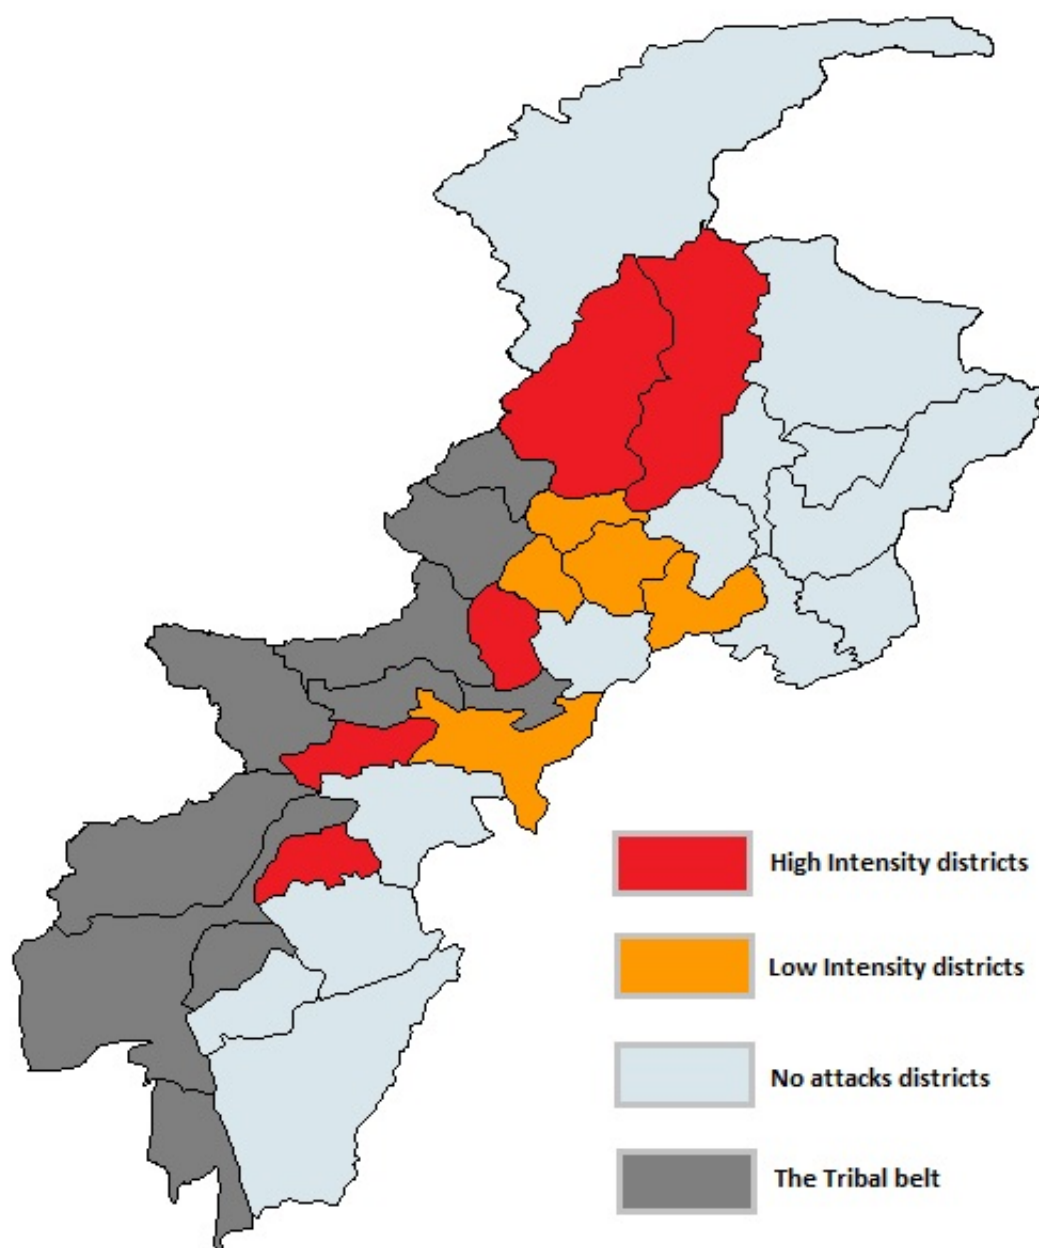 High Intensity districts
Low Intensity districts
No attacks districts
The Tribal belt